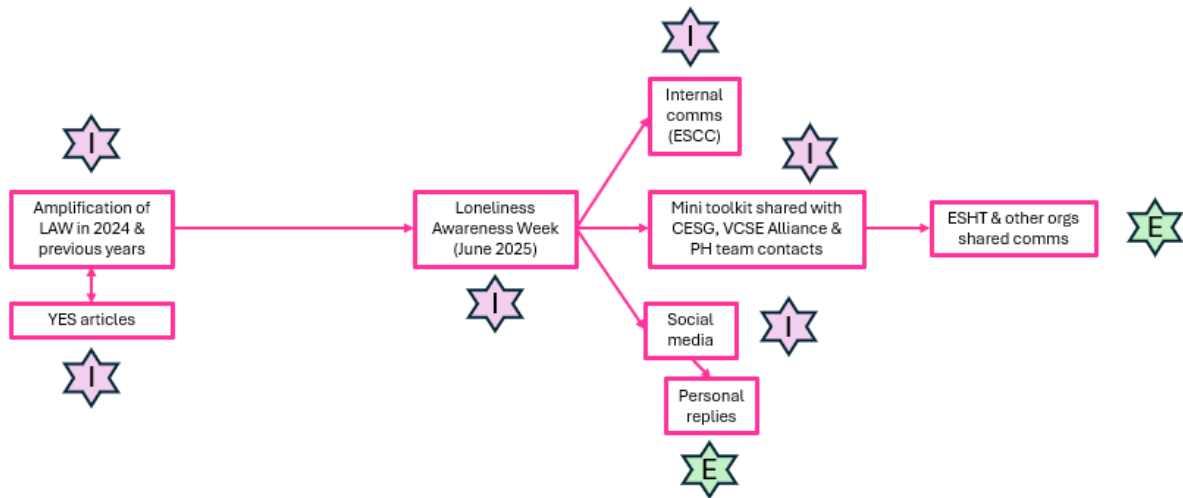 I
Internal
comms
(ESCC)
I
I
Amplification of
LAW in 2024 &
previous years
Loneliness
Awareness Week
(June 2025)
Mini toolkit shared with
CESG, VCSE Alliance &
PH team contacts
ESHT & other orgs
shared comms
E
I
YES articles
Social
media
I
I
Personal
replies
E